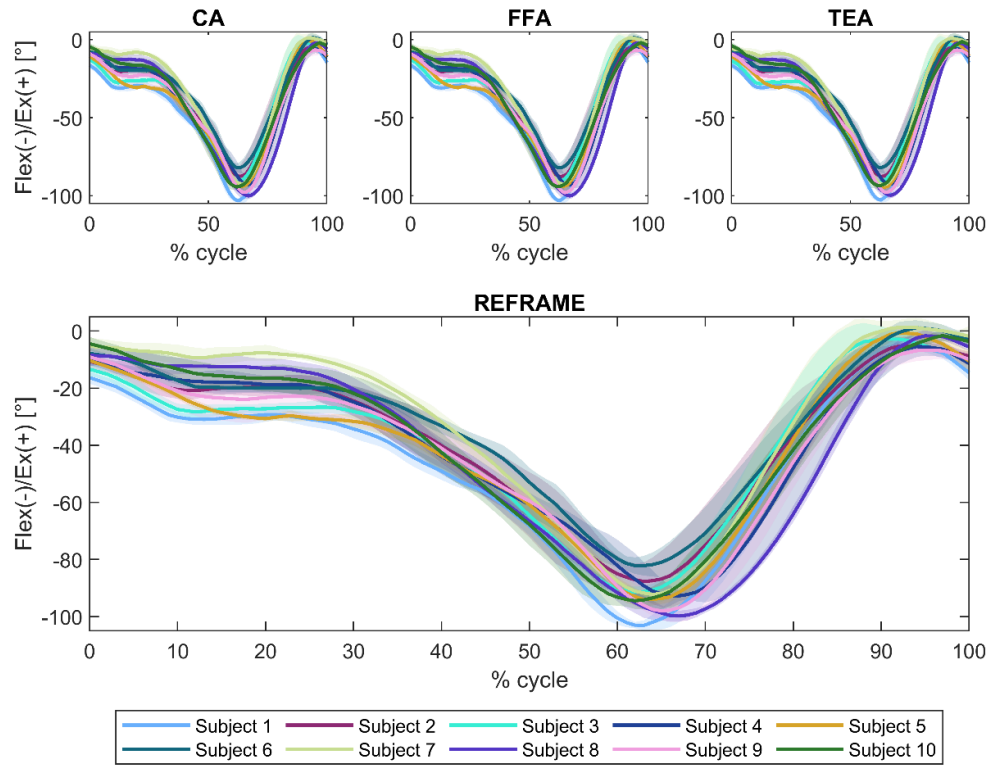 CA FFA TEA
Flex(-)/Ex(+) [°]
0 0 0
-50 -50 -50
-100 -100 -100
0 50 100 0 50 100 0 50 100
% cycle % cycle % cycle
REFRAME
Flex(-)/Ex(+) [°]
0
-20
-40
-60
-80
-100
0 10 20 30 40 50 60 70 80 90 100
% cycle
Subject 1 Subject 2 Subject 3 Subject 4 Subject 5
Subject 6 Subject 7 Subject 8 Subject 9 Subject 10